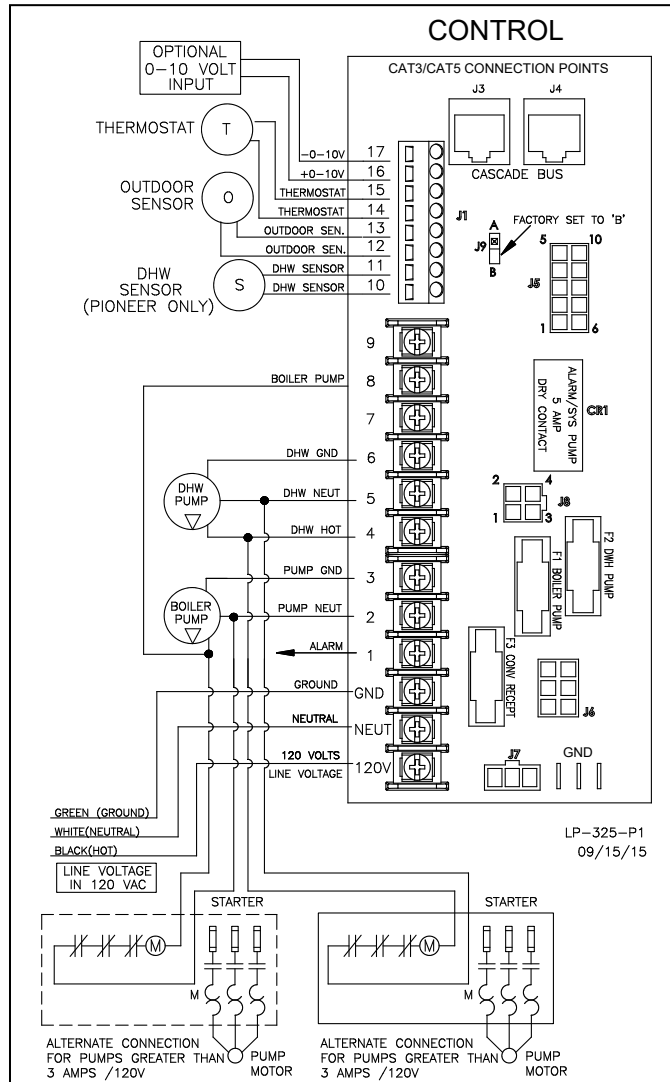 CONTROL
OPTIONAL
0-10 VOLT
INPUT
CAT3/CAT5 CONNECTION POINTS
J3
J4
CASCADE BUS
THERMOSTAT
T
OUTDOOR
SENSOR
O
DHW
SENSOR
(PIONEER ONLY)
S
-0-10V
17
+0-10V
16
THERMOSTAT
15
THERMOSTAT
14
OUTDOOR SEN.
13
OUTDOOR SEN.
12
DHW SENSOR
11
DHW SENSOR
10
J1
A
J9
B
FACTORY SET TO 'B'
5
10
J5
1
6
9
BOILER PUMP
8
7
DHW GND
6
DHW NEUT
5
DHW HOT
4
PUMP GND
3
PUMP NEUT
2
ALARM
1
GROUND
GND
NEUTRAL
NEUT
120 VOLTS
LINE VOLTAGE
120V
DHW
PUMP
BOILER
PUMP
ALARM/SYS PUMP
5 AMP
DRY CONTACT
CR1
2
4
J8
1
3
F2 DWH PUMP
F1 BOILER PUMP
F3 CONV RECEPT
J6
J7
GND
GREEN (GROUND)
WHITE(NEUTRAL)
BLACK(HOT)
LINE VOLTAGE
IN 120 VAC
LP-325-P1
09/15/15
STARTER
M
M
ALTERNATE CONNECTION
FOR PUMPS GREATER THAN
3 AMPS /120V
PUMP
MOTOR
STARTER
M
M
ALTERNATE CONNECTION
FOR PUMPS GREATER THAN
3 AMPS /120V
PUMP
MOTOR